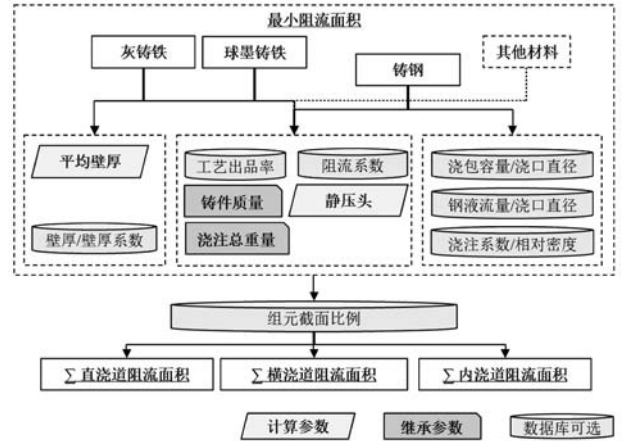 最小阻流面积
灰铸铁
球墨铸铁
铸钢
其他材料
平均壁厚
壁厚/壁厚系数
工艺出品率
阻流系数
铸件质量
静压头
浇注总重量
浇包容量/浇口直径
钢液流量/浇口直径
浇注系数/相对密度
组元截面比例
∑直浇道阻流面积
∑横浇道阻流面积
∑内浇道阻流面积
计算参数
继承参数
数据库可选